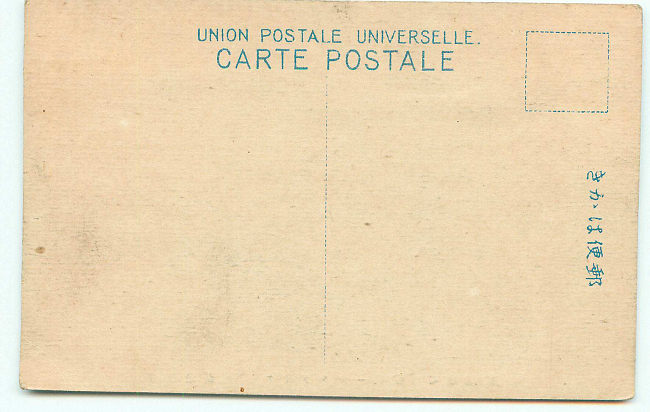 UNION POSTALE UNIVERSELLE.
CARTE POSTALE
きかは便郵